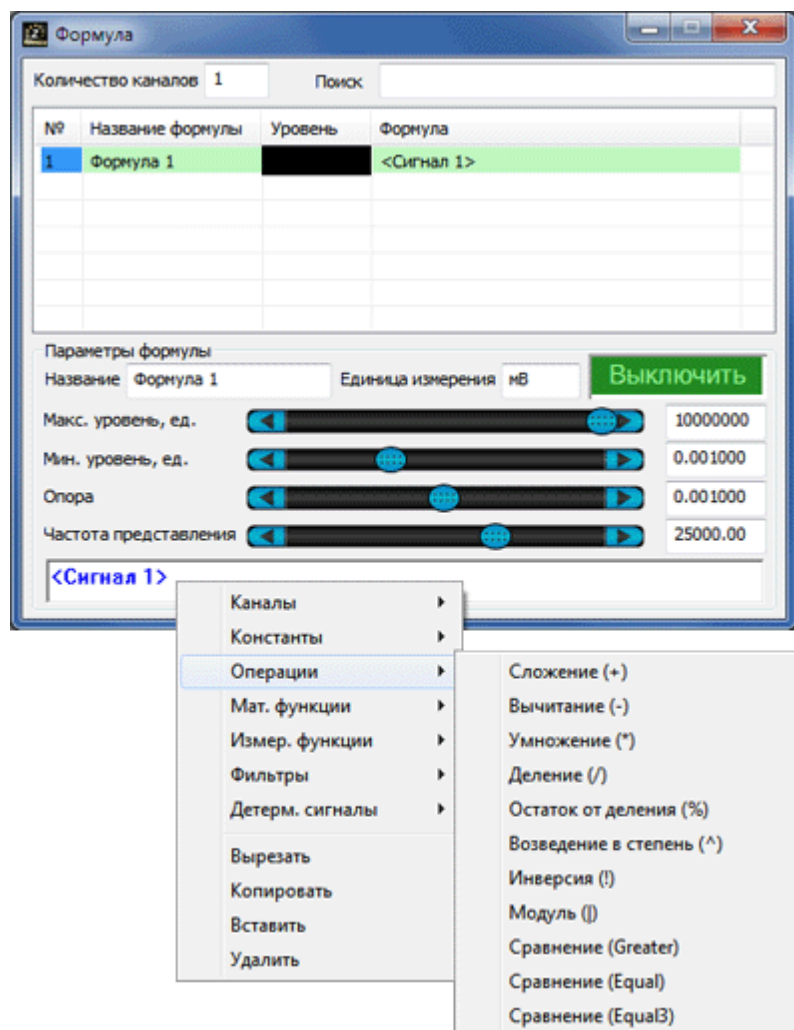 Формула
Количество каналов 1 Поиск
№ Название формулы Уровень Формула
1 Формула 1 <Сигнал 1>
Параметры формулы
Название Формула 1 Единица измерения мВ Выключить
Макс. уровень, ед. 10000000
Мин. уровень, ед. 0.001000
Опора 0.001000
Частота представления 25000.00
<Сигнал 1>
Каналы
Константы
Операции
Мат. функции
Измер. функции
Фильтры
Детерм. сигналы
Вырезать
Копировать
Вставить
Удалить
Сложение (+)
Вычитание (-)
Умножение (*)
Деление (/)
Остаток от деления (%)
Возведение в степень (^)
Инверсия (!)
Модуль (|)
Сравнение (Greater)
Сравнение (Equal)
Сравнение (Equal3)